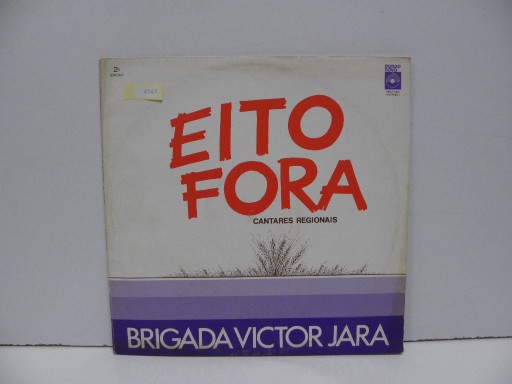 EITO
FORA
CANTARES REGIONAIS
BRIGADA VICTOR JARA